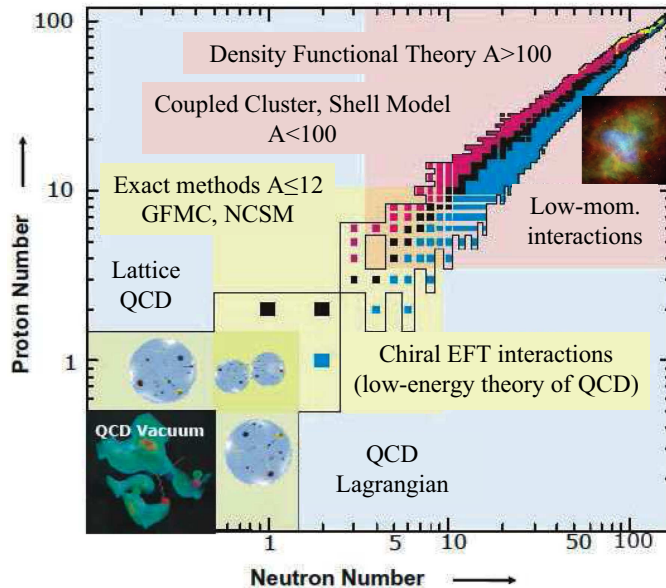 100
Density Functional Theory A>100
Coupled Cluster, Shell Model
A<100
Exact methods A≤12
GFMC, NCSM
10
Low-mom.
interactions
Lattice
QCD
Proton Number
1
Chiral EFT interactions
(low-energy theory of QCD)
QCD Vacuum
QCD
Lagrangian
1 5 10 50 100
Neutron Number